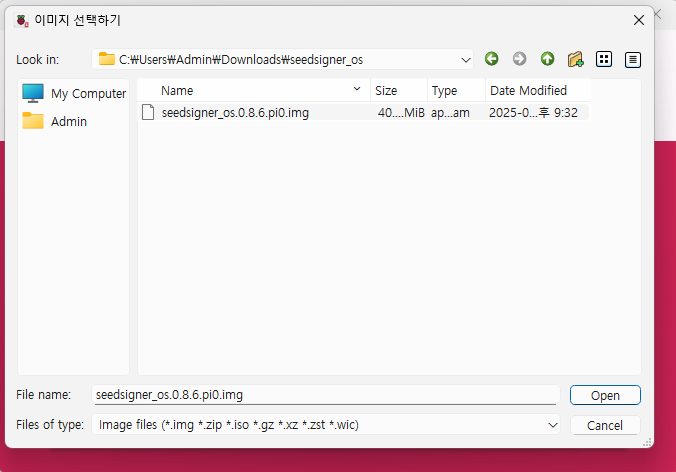 이미지 선택하기
Look in: C:₩Users₩Admin₩Downloads₩seedsigner_os
My Computer
Admin
Name Size Type Date Modified
seedsigner_os.0.8.6.pi0.img 40....MiB ap...am 2025-0...후 9:32
File name: seedsigner_os.0.8.6.pi0.img Open
Files of type: Image files (*.img *.zip *.iso *.gz *.xz *.zst *.wic) Cancel